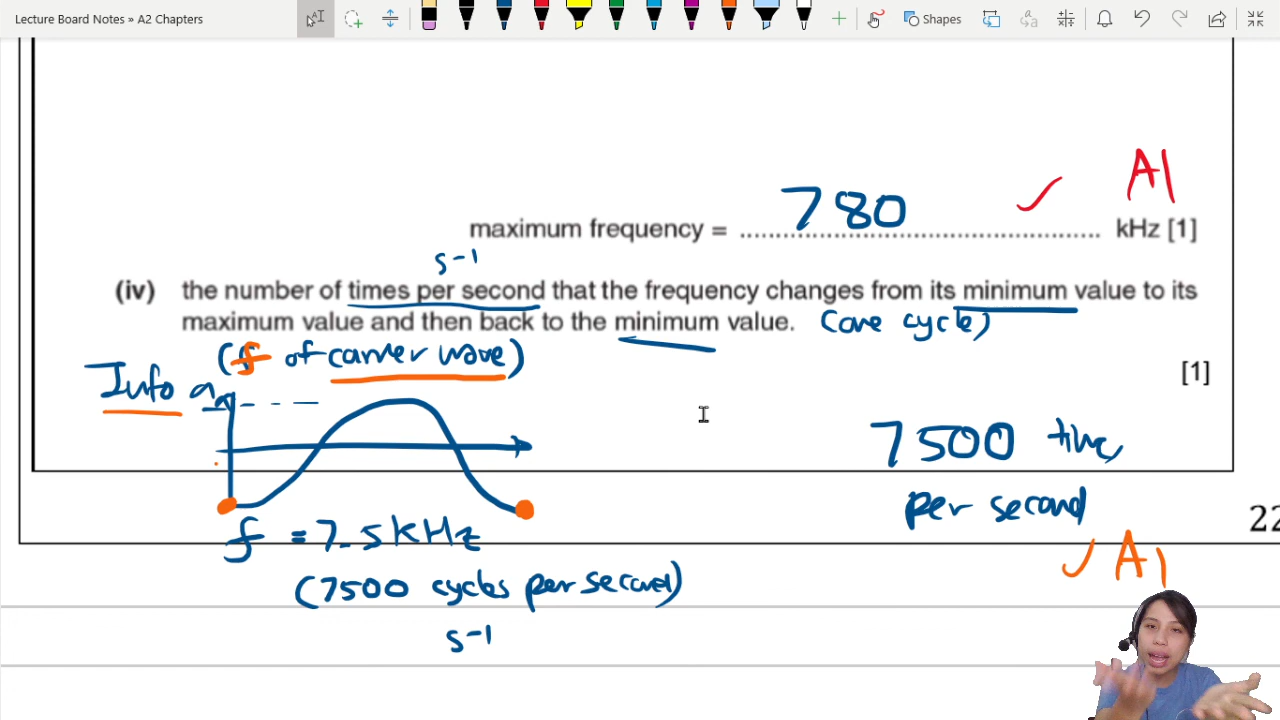 Lecture Board Notes » A2 Chapters
Shapes
780
A1
maximum frequency = .................................................... kHz [1]
s-1
(iv) the number of times per second that the frequency changes from its minimum value to its
maximum value and then back to the minimum value. (one cycle)
(f of carrier wave)
Info
[1]
7500 time
per second
A1
f = 7.5kHz
(7500 cycles per second)
s-1
22